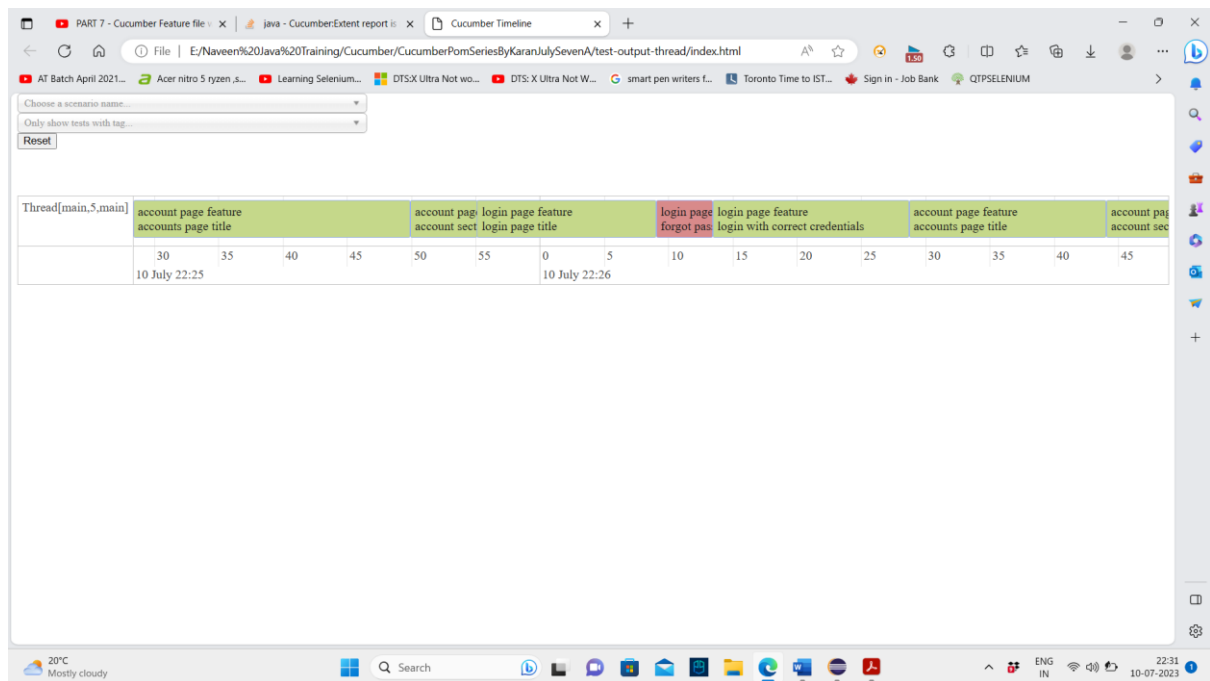 PART 7 - Cucumber Feature file v
java - Cucumber:Extent report is
Cucumber Timeline
File
E:/Naveen%20Java%20Training/Cucumber/CucumberPomSeriesByKaranJulySevenA/test-output-thread/index.html
1.50
AT Batch April 2021...
Acer nitro 5 ryzen ,s...
Learning Selenium...
DTS:X Ultra Not wo...
DTS: X Ultra Not W...
smart pen writers f...
Toronto Time to IST...
Sign in - Job Bank
QTPSELENIUM
Choose a scenario name...
Only show tests with tag...
Reset
Thread[main,5,main]
account page feature
accounts page title
account pag
account sect
login page feature
login page title
login page
forgot pas
login page feature
login with correct credentials
account page feature
accounts page title
account pag
account sec
30 35 40 45 50 55 0 5 10 15 20 25 30 35 40 45
10 July 22:25 10 July 22:26
20°C
Mostly cloudy
Search
ENG
IN
22:31
10-07-2023
1